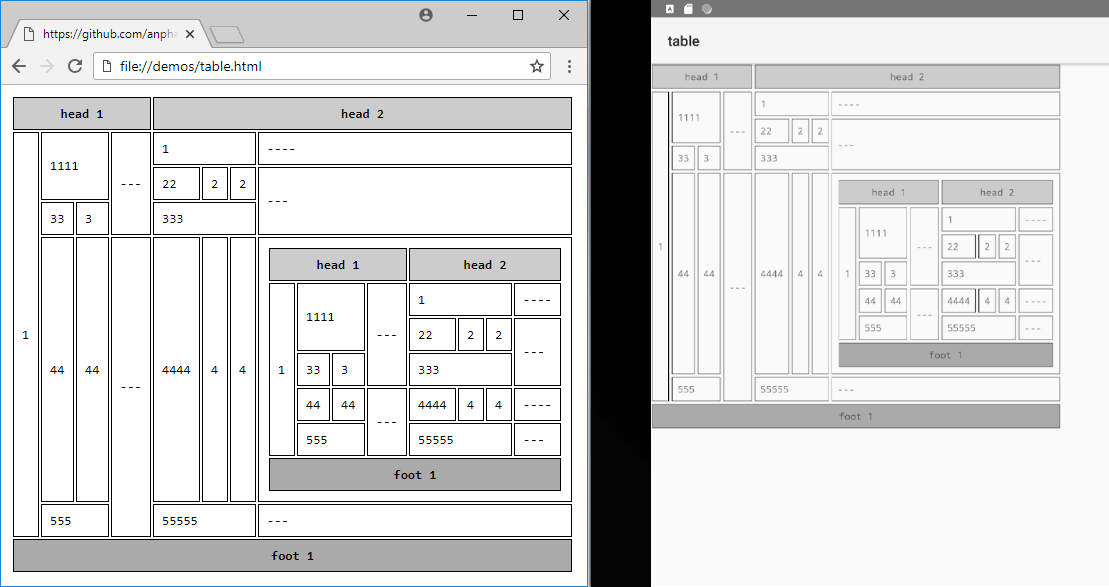 https://github.com/anpha
file://demos/table.html
head 1 head 2
1 1111 --- 1 ----
22 2 2 ---
33 3 333
44 44 --- 4444 4 4
head 1 head 2
1 1111 --- 1 ----
22 2 2 ---
33 3 333
44 44 --- 4444 4 4 ----
555 55555 ---
foot 1
555 55555 ---
foot 1
table
head 1 head 2
1 1111 --- 1 ----
22 2 2 ---
33 3 333
44 44 --- 4444 4 4
head 1 head 2
1 1111 --- 1 ----
22 2 2 ---
33 3 333
44 44 --- 4444 4 4 ----
555 55555 ---
foot 1
555 55555 ---
foot 1